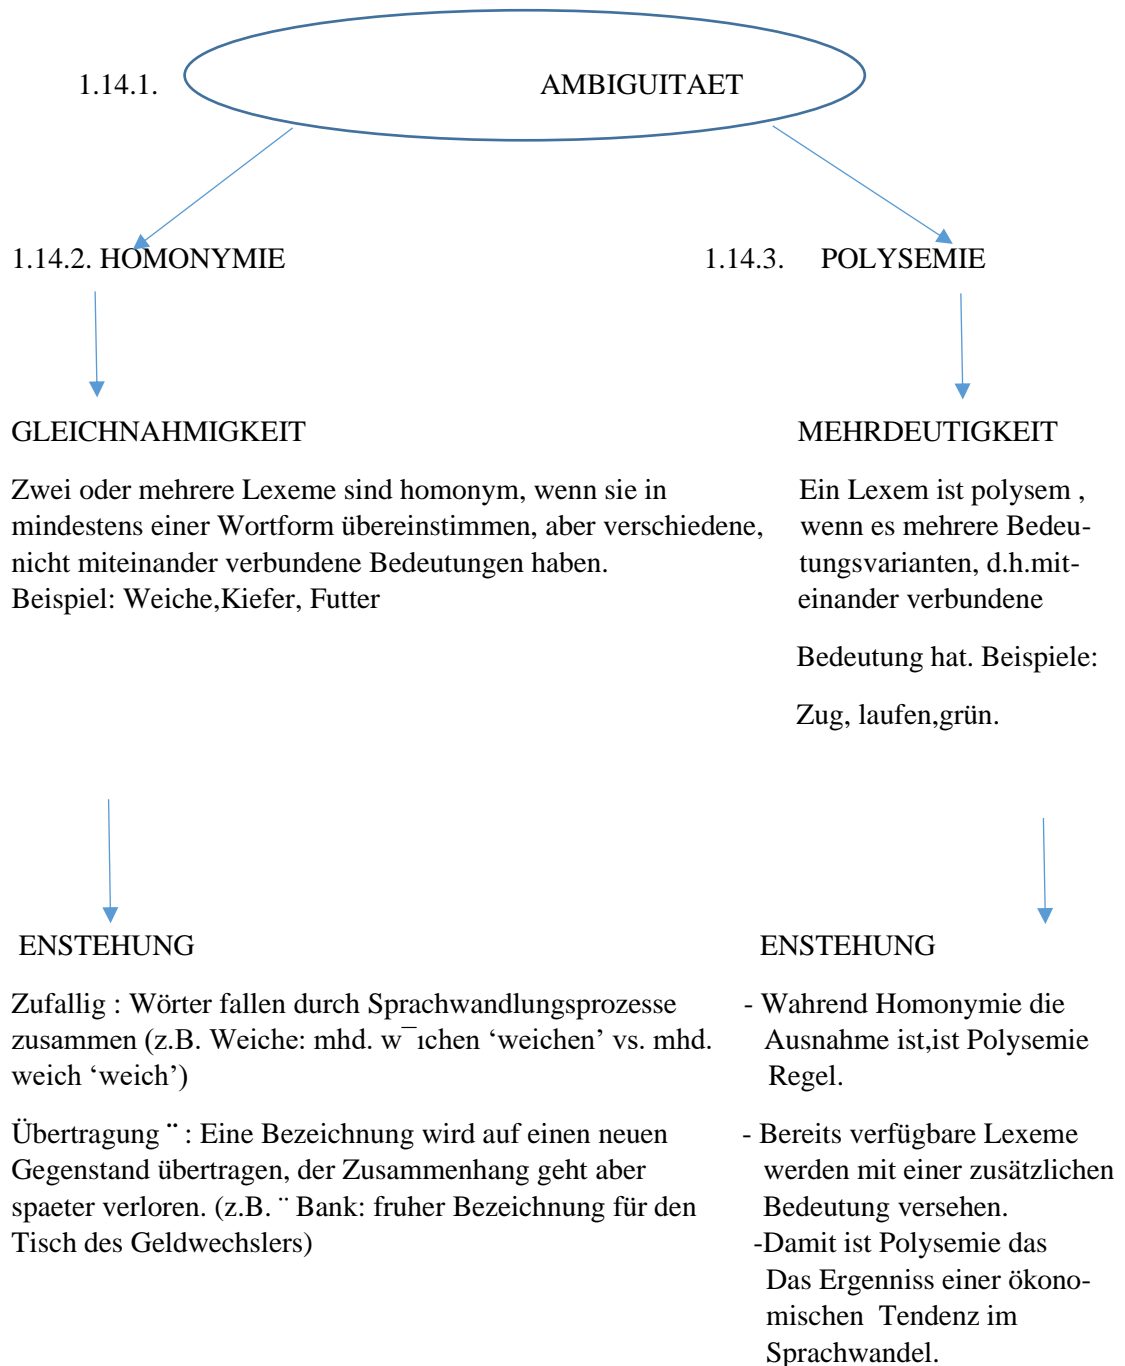 1.14.1. AMBIGUITAET
1.14.2. HOMONYMIE
1.14.3. POLYSEMIE
GLEICHNAHMIGKEIT
Zwei oder mehrere Lexeme sind homonym, wenn sie in
mindestens einer Wortform übereinstimmen, aber verschiedene,
nicht miteinander verbundene Bedeutungen haben.
Beispiel: Weiche,Kiefer, Futter
MEHRDEUTIGKEIT
Ein Lexem ist polysem ,
wenn es mehrere Bedeu-
tungsvarianten, d.h.mit-
einander verbundene
Bedeutung hat. Beispiele:
Zug, laufen,grün.
ENSTEHUNG
Zufallig : Wörter fallen durch Sprachwandlungsprozesse
zusammen (z.B. Weiche: mhd. w¯ıchen ‘weichen’ vs. mhd.
weich ‘weich’)
Übertragung ¨ : Eine Bezeichnung wird auf einen neuen
Gegenstand übertragen, der Zusammenhang geht aber
spaeter verloren. (z.B. ¨ Bank: fruher Bezeichnung für den
Tisch des Geldwechslers)
ENSTEHUNG
- Wahrend Homonymie die
Ausnahme ist,ist Polysemie
Regel.
- Bereits verfügbare Lexeme
werden mit einer zusätzlichen
Bedeutung versehen.
-Damit ist Polysemie das
Das Ergenniss einer ökono-
mischen Tendenz im
Sprachwandel.